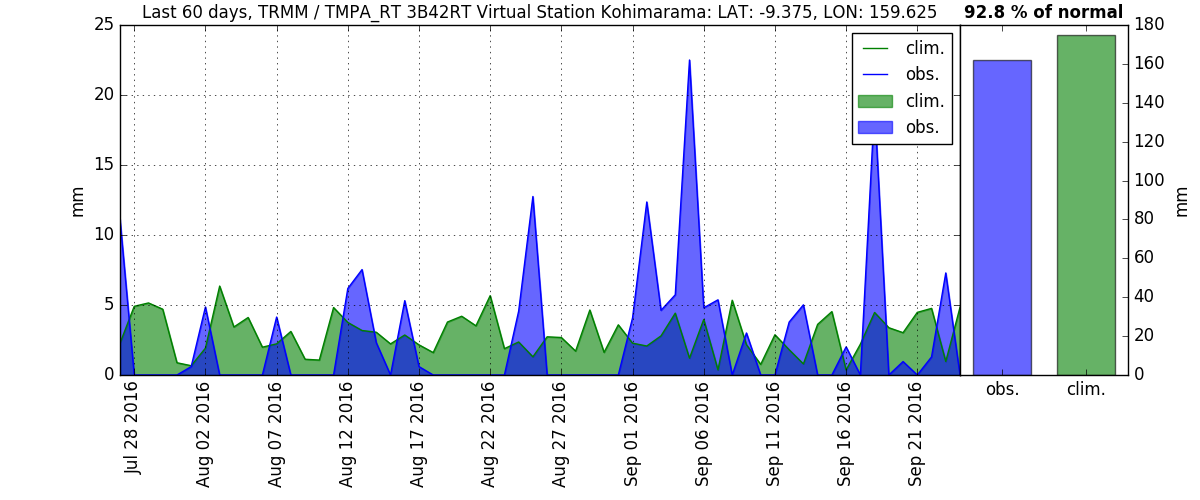 Last 60 days, TRMM / TMPA_RT 3B42RT Virtual Station Kohimarama: LAT: -9.375, LON: 159.625
92.8 % of normal
25
20
15
10
5
0
mm
clim.
obs.
clim.
obs.
180
160
140
120
100
80
60
40
20
0
mm
Jul 28 2016
Aug 02 2016
Aug 07 2016
Aug 12 2016
Aug 17 2016
Aug 22 2016
Aug 27 2016
Sep 01 2016
Sep 06 2016
Sep 11 2016
Sep 16 2016
Sep 21 2016
obs.
clim.